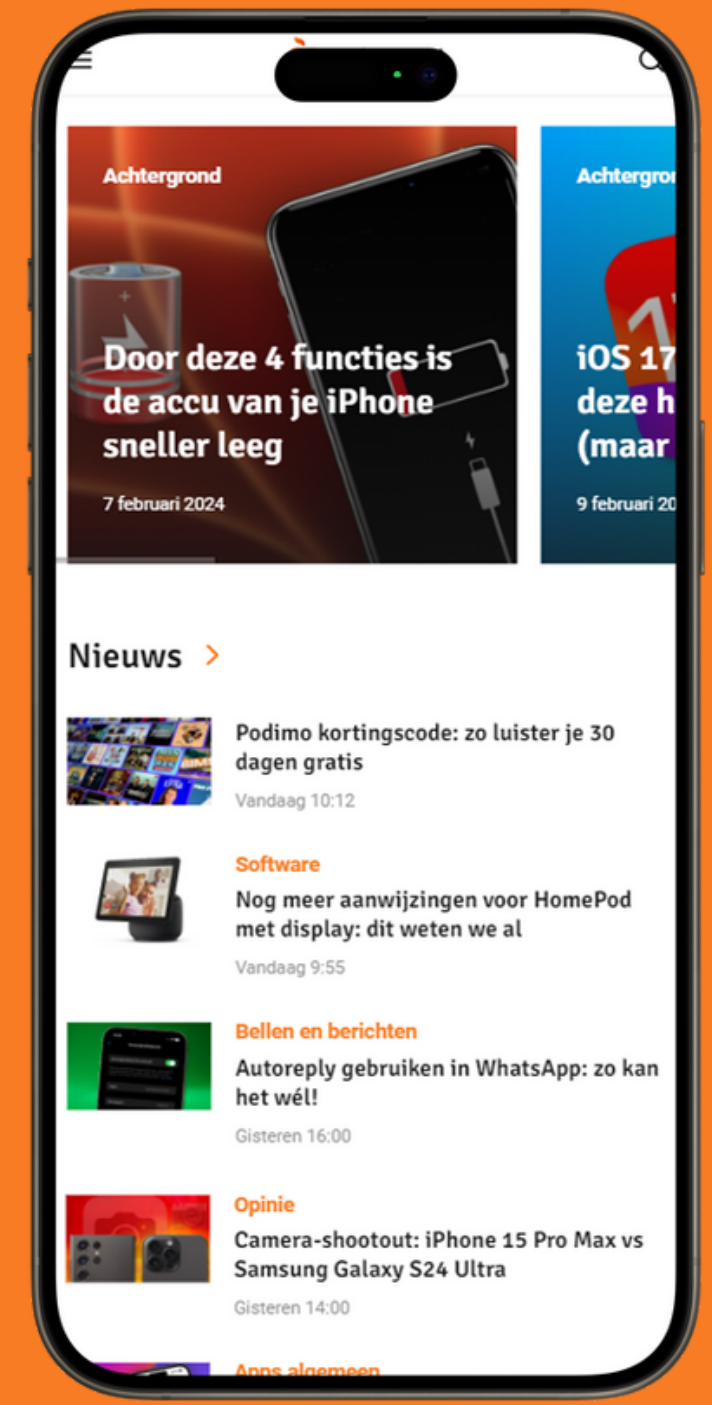 Achtergrond
Door deze 4 functies is
de accu van je iPhone
sneller leeg
7 februari 2024
iOS 17
deze
(maar
9 februari
Nieuws
Podimo kortingscode: zo luister je 30
dagen gratis
Vandaag 10:12
Software
Nog meer aanwijzingen voor HomePod
met display: dit weten we al
Vandaag 9:55
Bellen en berichten
Autoreply gebruiken in WhatsApp: zo kan
het wél!
Gisteren 16:00
Opinie
Camera-shootout: iPhone 15 Pro Max vs
Samsung Galaxy S24 Ultra
Gisteren 14:00
Apps algemeen